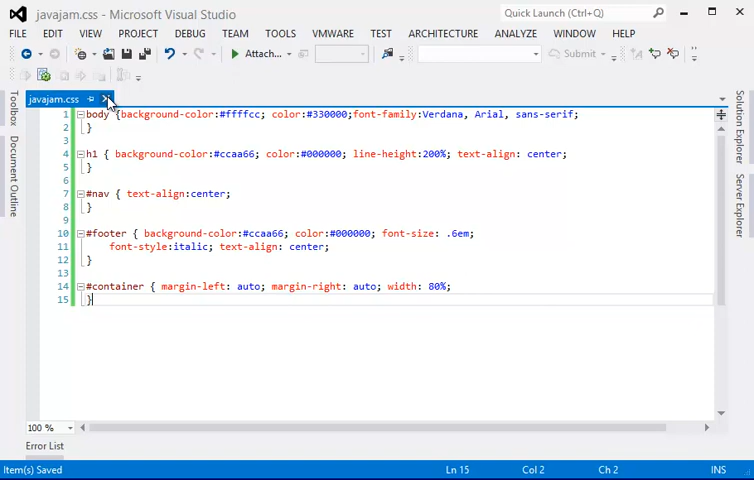 javajam.css - Microsoft Visual Studio
Quick Launch (Ctrl+Q)
FILE EDIT VIEW PROJECT DEBUG TEAM TOOLS VMWARE TEST ARCHITECTURE ANALYZE WINDOW HELP
Attach...
Submit
javajam.css
Toolbox
Document Outline
Solution Explorer
Server Explorer
1 body {background-color:#ffffcc; color:#330000;font-family:Verdana, Arial, sans-serif;
2 }
3
4 h1 { background-color:#ccaa66; color:#000000; line-height:200%; text-align: center;
5 }
6
7 #nav { text-align:center;
8 }
9
10 #footer { background-color:#ccaa66; color:#000000; font-size: .6em;
11 font-style:italic; text-align: center;
12 }
13
14 #container { margin-left: auto; margin-right: auto; width: 80%;
15 }
100 %
Error List
Item(s) Saved Ln 15 Col 2 Ch 2 INS